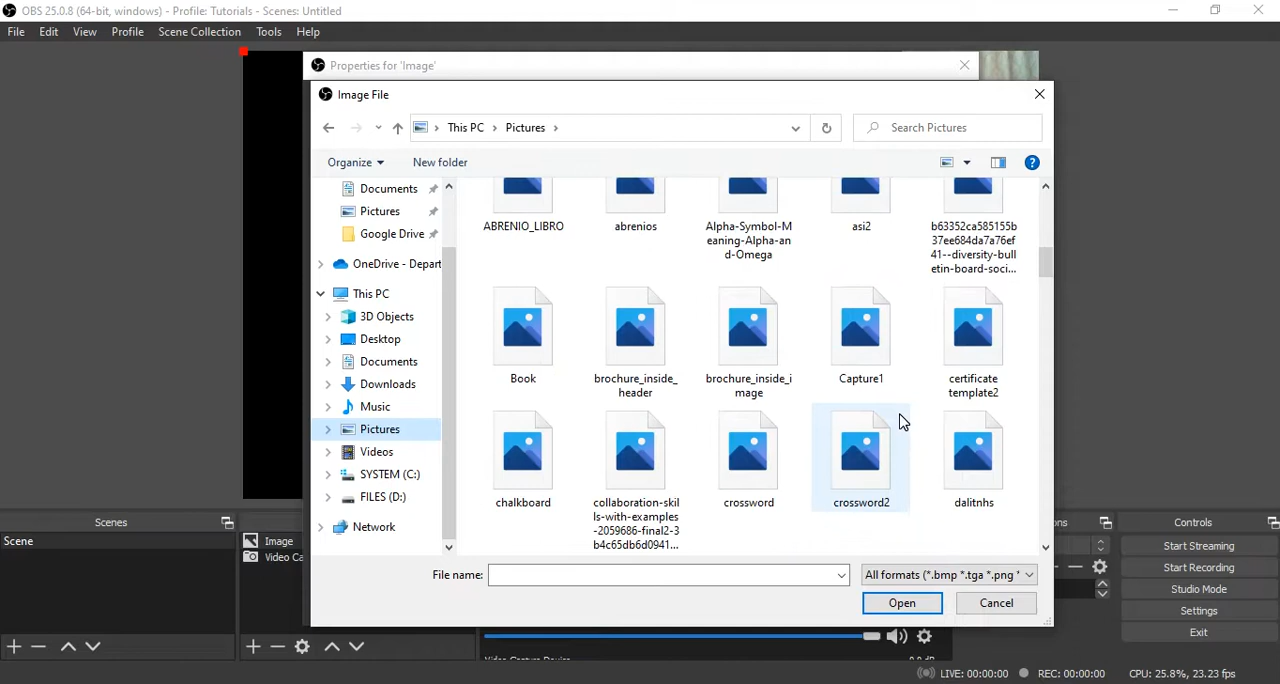 OBS 25.0.8 (64-bit, windows) - Profile: Tutorials - Scenes: Untitled
File Edit View Profile Scene Collection Tools Help
Properties for 'Image'
Image File
This PC Pictures
Search Pictures
Organize New folder
Documents
Pictures
Google Drive
OneDrive - Depart
This PC
3D Objects
Desktop
Documents
Downloads
Music
Pictures
Videos
SYSTEM (C:)
FILES (D:)
Network
ABRENIO_LIBRO
abrenios
Alpha-Symbol-M
eaning-Alpha-an
d-Omega
asi2
b63352ca585155b
37ee684da7a76ef
41--diversity-bull
etin-board-soci...
Book
brochure_inside_
header
brochure_inside_i
mage
Capture1
certificate
template2
chalkboard
collaboration-skil
ls-with-examples
-2059686-final2-3
b4c65db6d0941...
crossword
crossword2
dalitnhs
File name:
All formats (*.bmp *.tga *.png *
Open
Cancel
Scenes
Scene
Image
Video Ca
ons
Controls
Start Streaming
Start Recording
Studio Mode
Settings
Exit
LIVE: 00:00:00
REC: 00:00:00
CPU: 25.8%, 23.23 fps